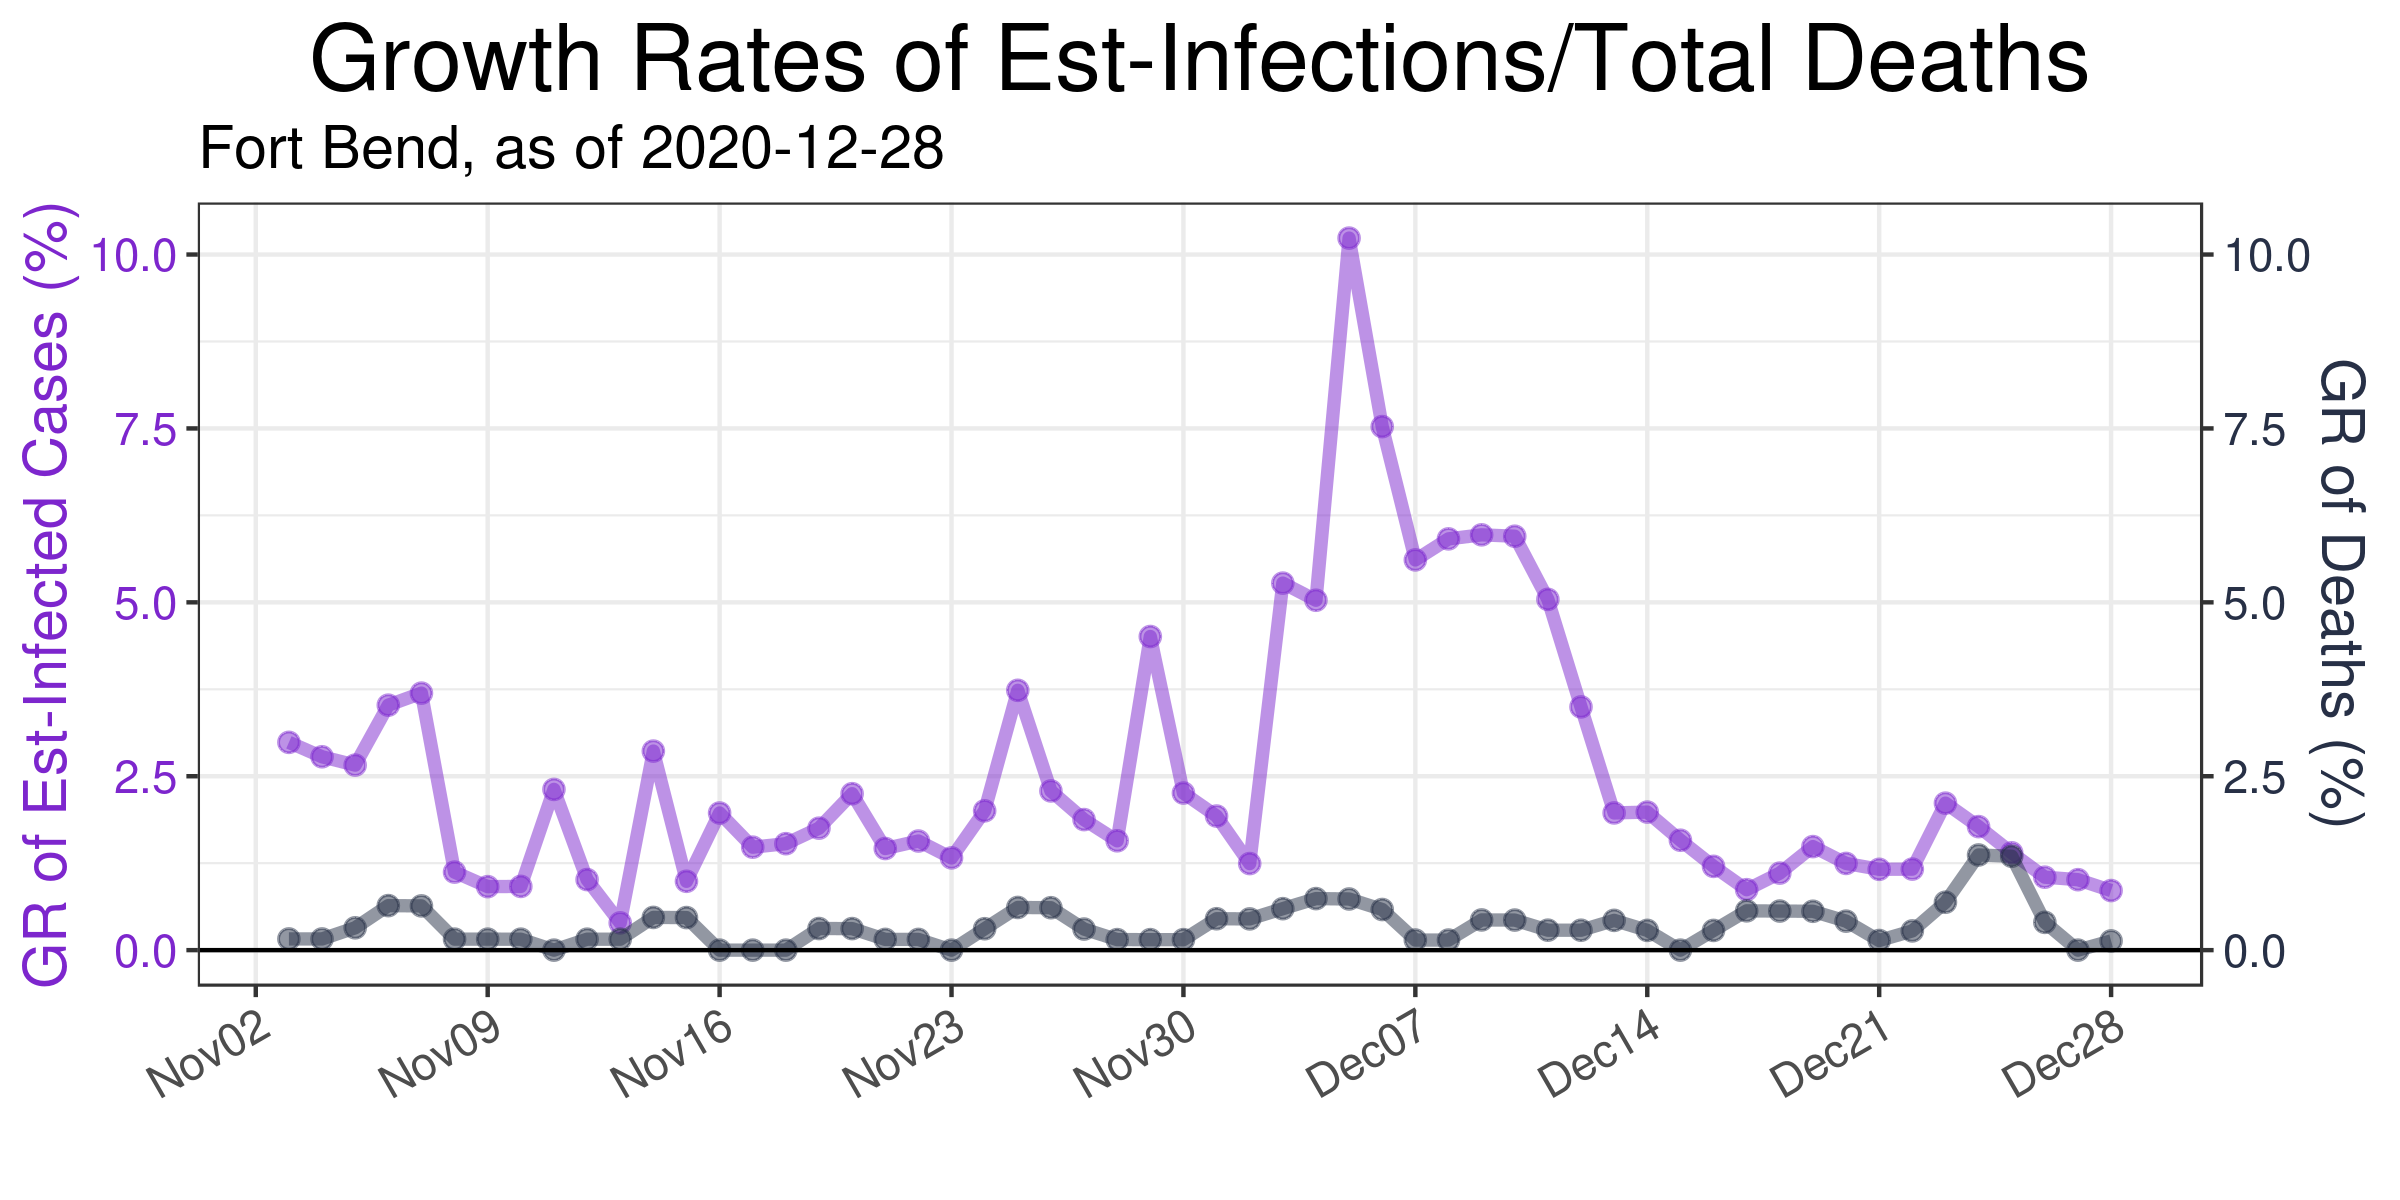 Growth Rates of Est-Infections/Total Deaths
Fort Bend, as of 2020-12-28
GR of Est-Infected Cases (%)
10.0
7.5
5.0
2.5
0.0
10.0
7.5
5.0
2.5
0.0
GR of Deaths (%)
Nov02
Nov09
Nov16
Nov23
Nov30
Dec07
Dec14
Dec21
Dec28